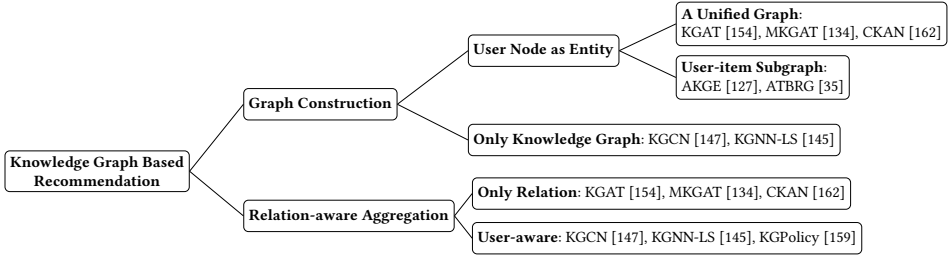 A Unified Graph:
KGAT [154], MKGAT [134], CKAN [162]
User Node as Entity
User-item Subgraph:
AKGE [127], ATBRG [35]
Graph Construction
Only Knowledge Graph: KGCN [147], KGNN-LS [145]
Knowledge Graph Based
Recommendation
Only Relation: KGAT [154], MKGAT [134], CKAN [162]
Relation-aware Aggregation
User-aware: KGCN [147], KGNN-LS [145], KGPolicy [159]